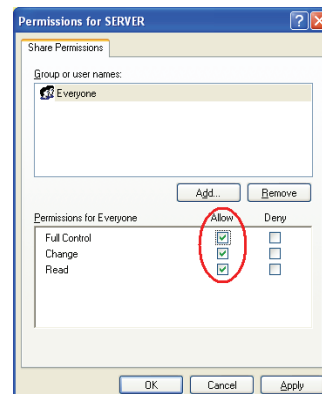 Permissions for SERVER
Share Permissions
Group or user names:
Everyone
Add... Remove
Permissions for Everyone Allow Deny
Full Control
Change
Read
OK Cancel Apply